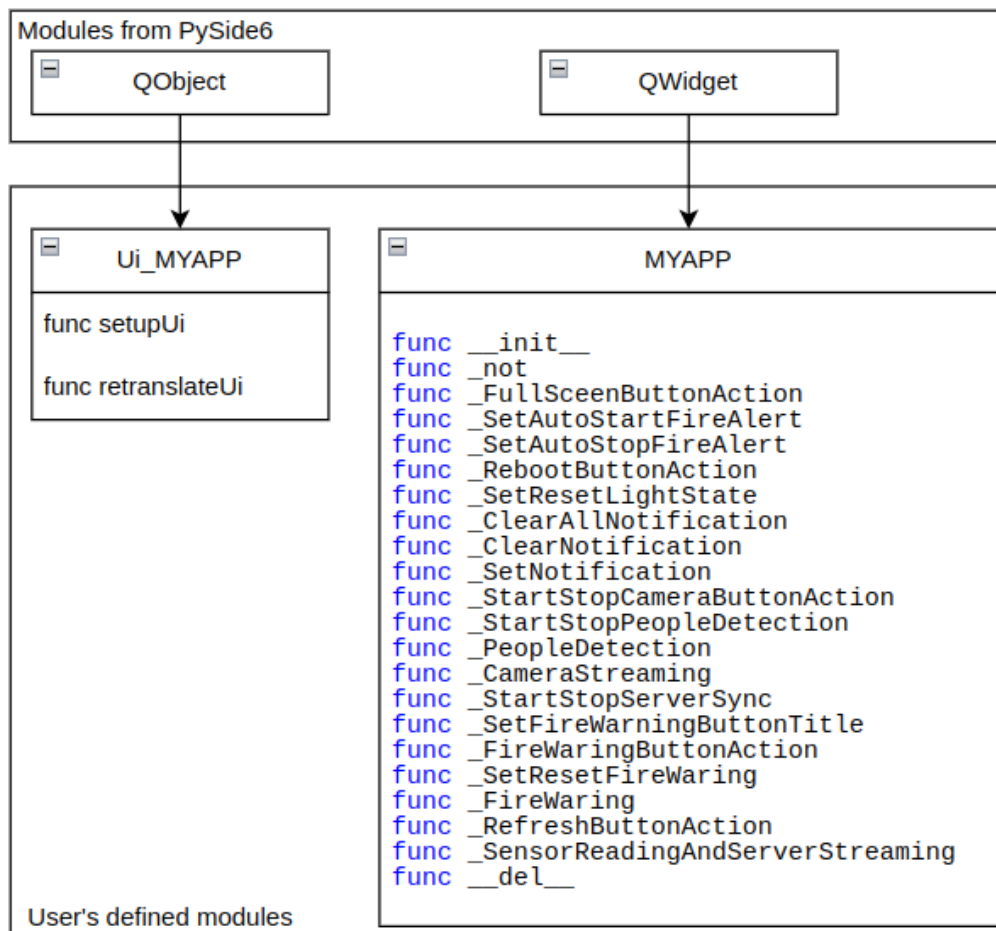 Modules from PySide6
QObject
QWidget
Ui_MYAPP
func setupUi
func retranslateUi
MYAPP
func __init__
func _not
func _FullSceenButtonAction
func _SetAutoStartFireAlert
func _SetAutoStopFireAlert
func _RebootButtonAction
func _SetResetLightState
func _ClearAllNotification
func _ClearNotification
func _SetNotification
func _StartStopCameraButtonAction
func _StartStopPeopleDetection
func _PeopleDetection
func _CameraStreaming
func _StartStopServerSync
func _SetFireWarningButtonTitle
func _FireWaringButtonAction
func _SetResetFireWaring
func _FireWaring
func _RefreshButtonAction
func _SensorReadingAndServerStreaming
func __del__
User's defined modules